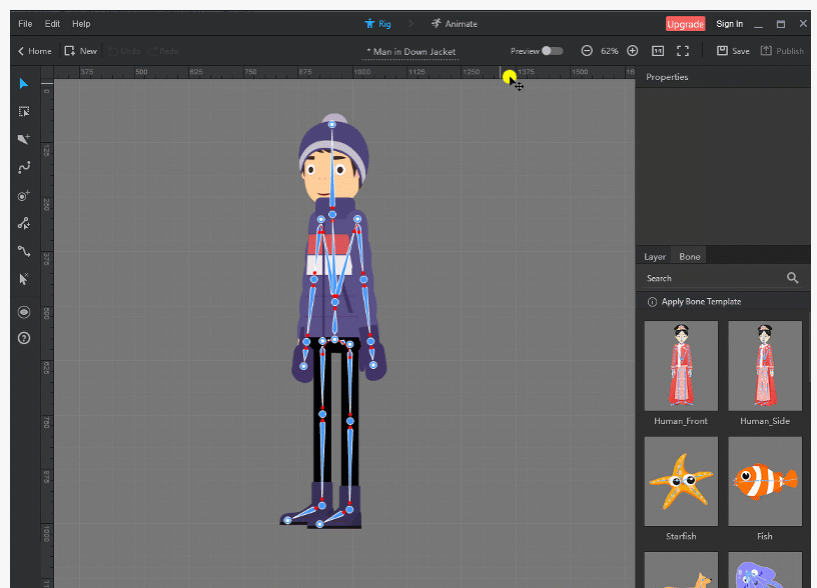 File Edit Help Rig Animate Upgrade Sign In
Home New Undo Redo * Man in Down Jacket Preview 62% Save Publish
375 500 625 750 875 1000 1125 1250 1375 1500
Properties
0
125
250
375
500
625
750
875
1000
Layer Bone
Search
Apply Bone Template
Human_Front Human_Side
Starfish Fish